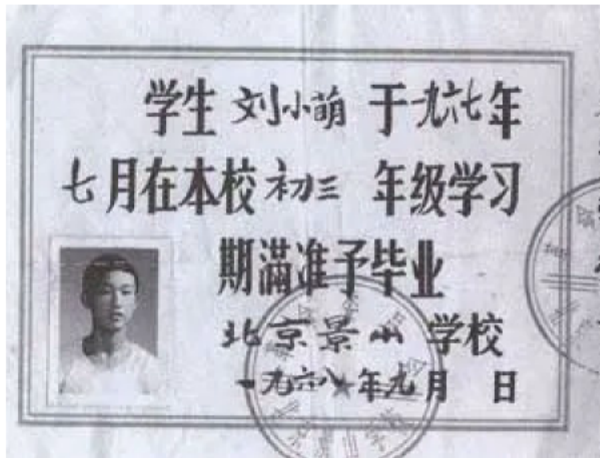 学生刘小萌于一九六七年
七月在本校初三年级学习
期满准予毕业
北京景山学校
一九六八年九月 日